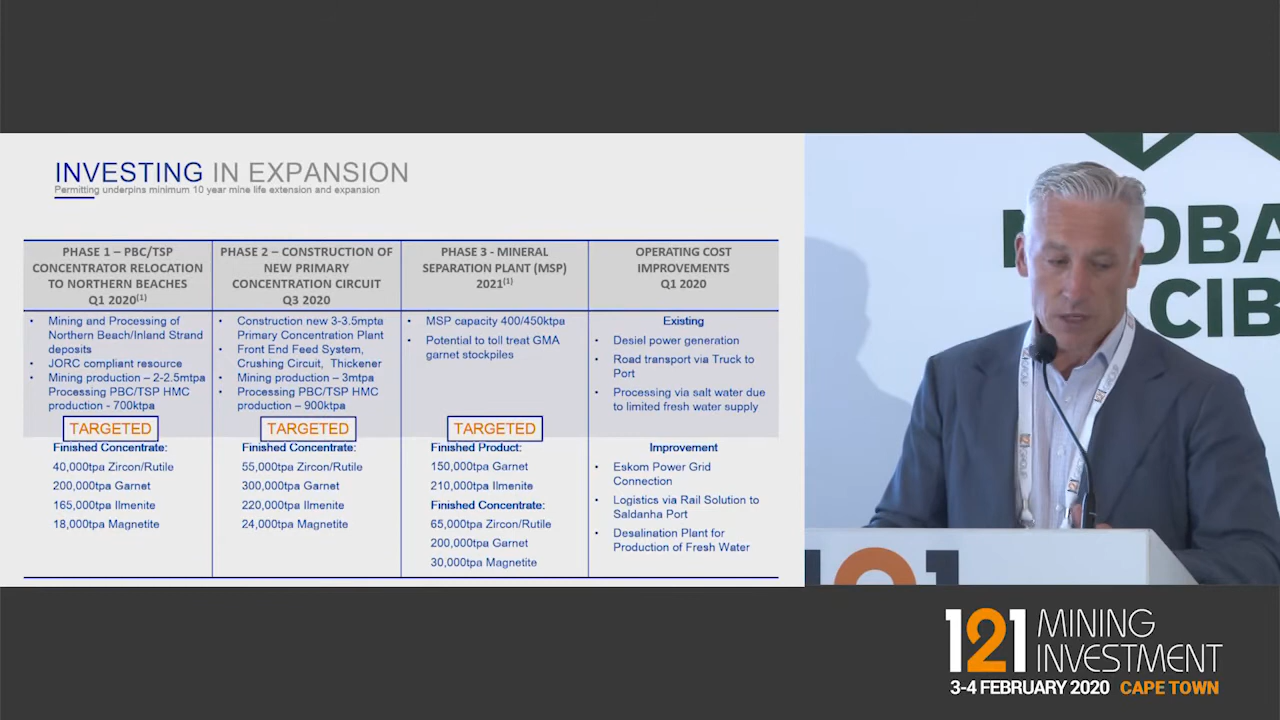 INVESTING IN EXPANSION
Permitting underpins minimum 10 year mine life extension and expansion
PHASE 1 – PBC/TSP
CONCENTRATOR RELOCATION
TO NORTHERN BEACHES
Q1 2020(1)
• Mining and Processing of
Northern Beach/Inland Strand
deposits
• JORC compliant resource
• Mining production – 2-2.5mtpa
Processing PBC/TSP HMC
production - 700ktpa
TARGETED
Finished Concentrate:
40,000tpa Zircon/Rutile
200,000tpa Garnet
165,000tpa Ilmenite
18,000tpa Magnetite
PHASE 2 – CONSTRUCTION OF
NEW PRIMARY
CONCENTRATION CIRCUIT
Q3 2020
• Construction new 3-3.5mpta
Primary Concentration Plant
• Front End Feed System,
Crushing Circuit, Thickener
• Mining production – 3mtpa
• Processing PBC/TSP HMC
production – 900ktpa
TARGETED
Finished Concentrate:
55,000tpa Zircon/Rutile
300,000tpa Garnet
220,000tpa Ilmenite
24,000tpa Magnetite
PHASE 3 - MINERAL
SEPARATION PLANT (MSP)
2021(1)
• MSP capacity 400/450ktpa
• Potential to toll treat GMA
garnet stockpiles
TARGETED
Finished Product:
150,000tpa Garnet
210,000tpa Ilmenite
Finished Concentrate:
65,000tpa Zircon/Rutile
200,000tpa Garnet
30,000tpa Magnetite
OPERATING COST
IMPROVEMENTS
Q1 2020
Existing
• Desiel power generation
• Road transport via Truck to
Port
• Processing via salt water due
to limited fresh water supply
Improvement
• Eskom Power Grid
Connection
• Logistics via Rail Solution to
Saldanha Port
• Desalination Plant for
Production of Fresh Water
CIB
121
121 MINING
INVESTMENT
3-4 FEBRUARY 2020 CAPE TOWN